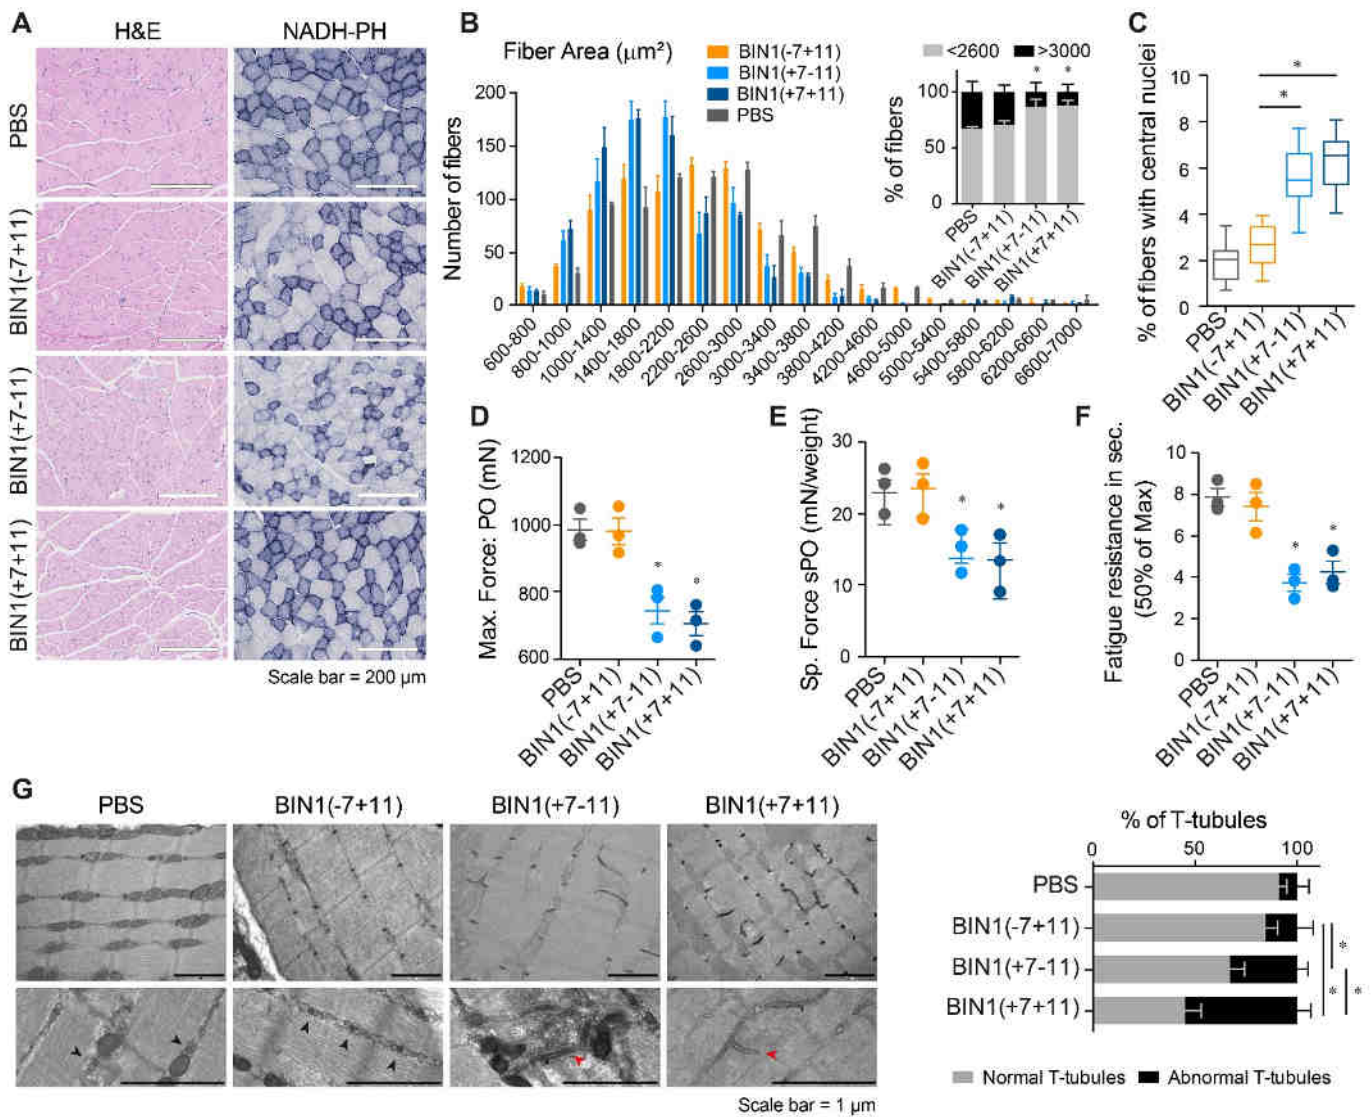 A
H&E
NADH-PH
PBS
BIN1(-7+11)
BIN1(+7-11)
BIN1(+7+11)
Scale bar = 200 µm
B
Fiber Area (µm²)
BIN1(-7+11)
BIN1(+7-11)
BIN1(+7+11)
PBS
Number of fibers
200
150
100
50
0
600-800
800-1000
1000-1400
1400-1800
1800-2200
2200-2600
2600-3000
3000-3400
3400-3800
3800-4200
4200-4600
4600-5000
5000-5400
5400-5800
5800-6200
6200-6600
6600-7000
<2600 >3000
* *
% of fibers
100
50
0
PBS
BIN1(-7+11)
BIN1(+7-11)
BIN1(+7+11)
C
% of fibers with central nuclei
10
8
6
4
2
0
*
*
PBS
BIN1(-7+11)
BIN1(+7-11)
BIN1(+7+11)
D
Max. Force: PO (mN)
1200
1000
800
600
* *
PBS
BIN1(-7+11)
BIN1(+7-11)
BIN1(+7+11)
E
Sp. Force sPO (mN/weight)
30
20
10
0
* *
PBS
BIN1(-7+11)
BIN1(+7-11)
BIN1(+7+11)
F
Fatigue resistance in sec.
(50% of Max)
10
8
6
4
2
0
* *
PBS
BIN1(-7+11)
BIN1(+7-11)
BIN1(+7+11)
G
PBS
BIN1(-7+11)
BIN1(+7-11)
BIN1(+7+11)
Scale bar = 1 µm
% of T-tubules
0 50 100
PBS
BIN1(-7+11)
BIN1(+7-11)
BIN1(+7+11)
*
* *
Normal T-tubules Abnormal T-tubules